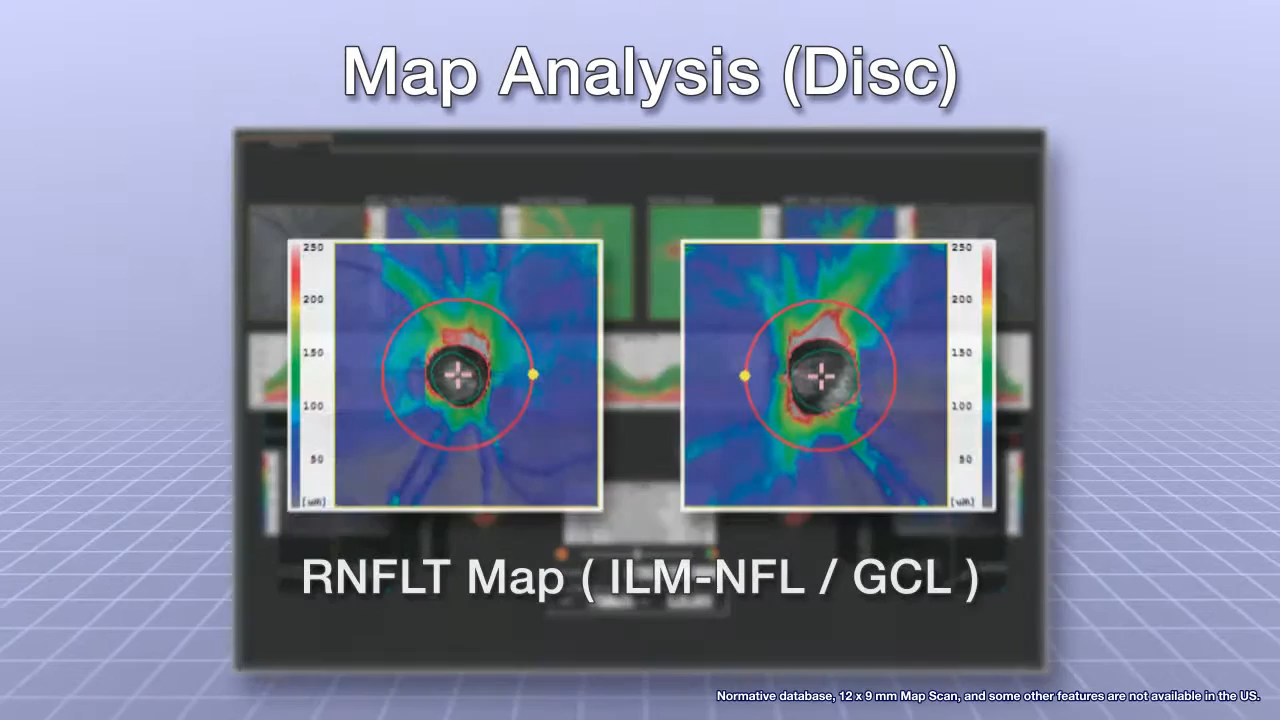 Map Analysis (Disc)
250
200
150
100
50
[um]
250
200
150
100
50
[um]
RNFLT Map ( ILM-NFL / GCL )
Normative database, 12 x 9 mm Map Scan, and some other features are not available in the US.